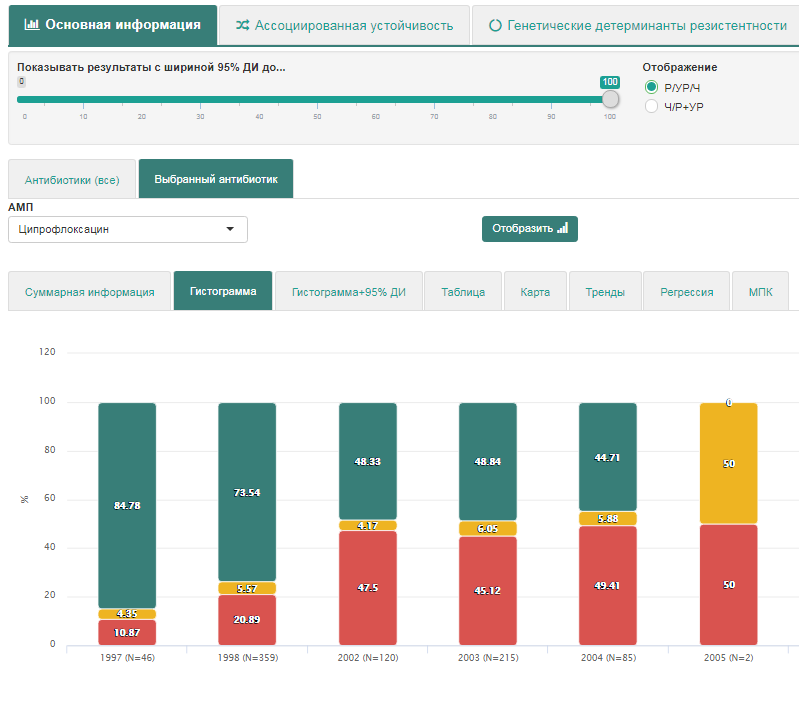 Основная информация
Ассоциированная устойчивость
Генетические детерминанты резистентности
Показывать результаты с шириной 95% ДИ до...
0
100
0 10 20 30 40 50 60 70 80 90 100
Отображение
Р/УР/Ч
Ч/Р+УР
Антибиотики (все)
Выбранный антибиотик
АМП
Ципрофлоксацин
Отобразить
Суммарная информация
Гистограмма
Гистограмма+95% ДИ
Таблица
Карта
Тренды
Регрессия
МПК
120
100
80
60
40
20
0
%
84.78
4.35
10.87
73.54
5.57
20.89
48.33
4.17
47.5
48.84
6.05
45.12
44.71
5.88
49.41
0
50
50
1997 (N=46)
1998 (N=359)
2002 (N=120)
2003 (N=215)
2004 (N=85)
2005 (N=2)